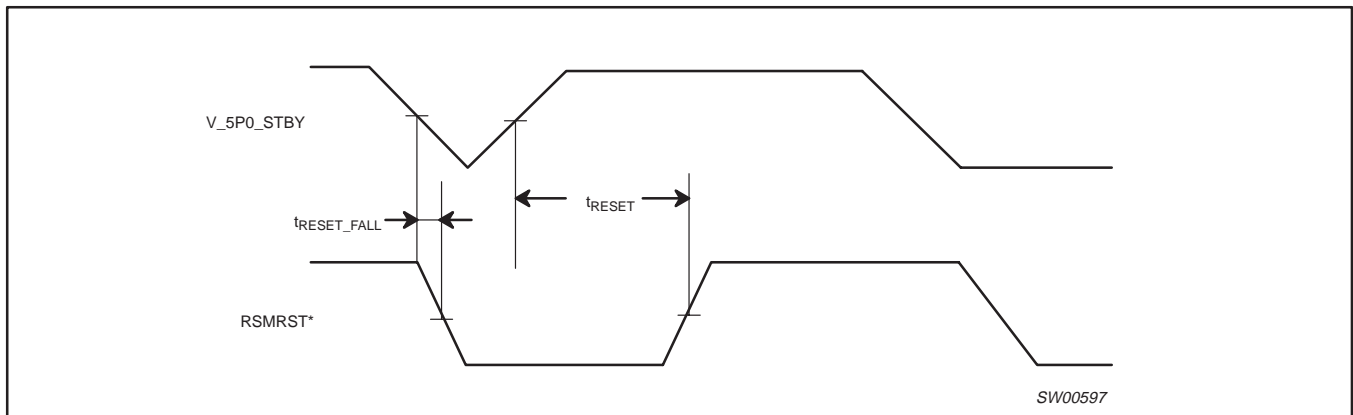 V_5P0_STBY
tRESET
tRESET_FALL
RSMRST*
SW00597